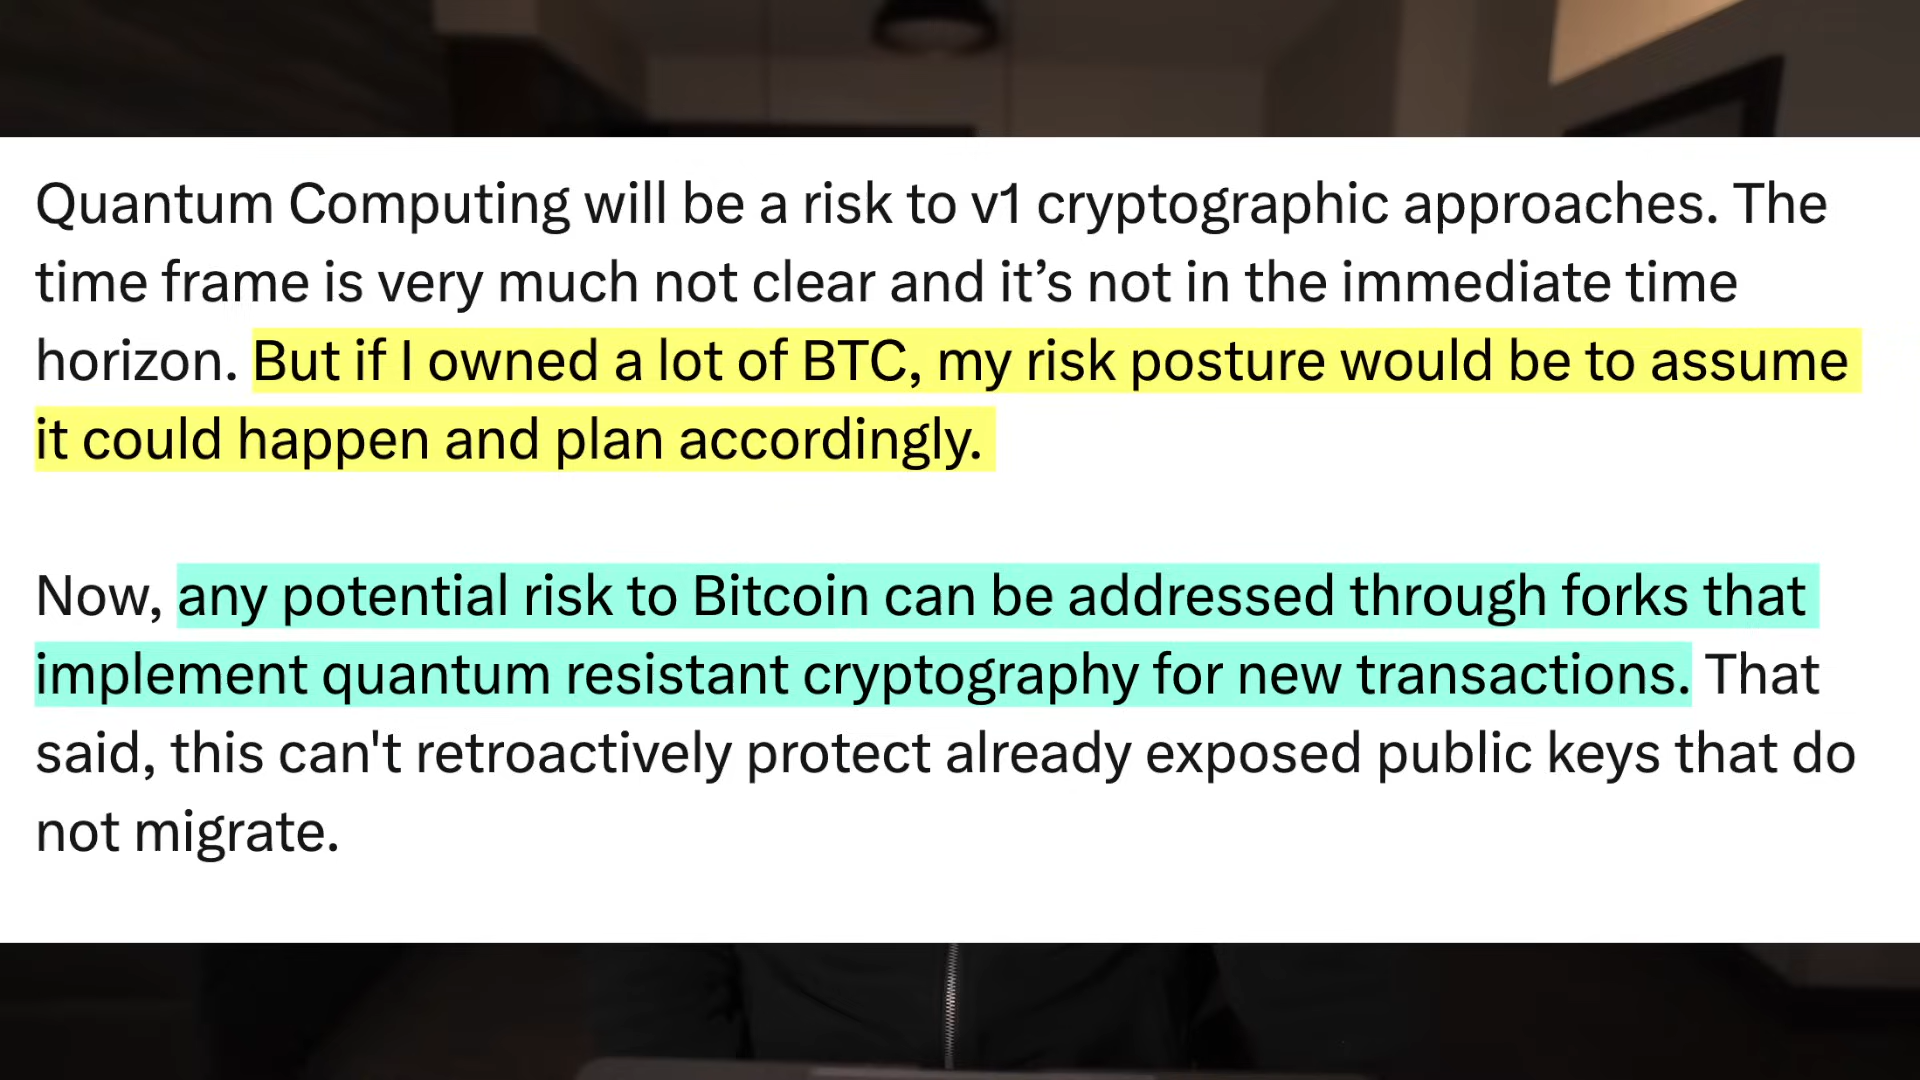 Quantum Computing will be a risk to v1 cryptographic approaches. The
time frame is very much not clear and it’s not in the immediate time
horizon. But if I owned a lot of BTC, my risk posture would be to assume
it could happen and plan accordingly.
Now, any potential risk to Bitcoin can be addressed through forks that
implement quantum resistant cryptography for new transactions. That
said, this can't retroactively protect already exposed public keys that do
not migrate.